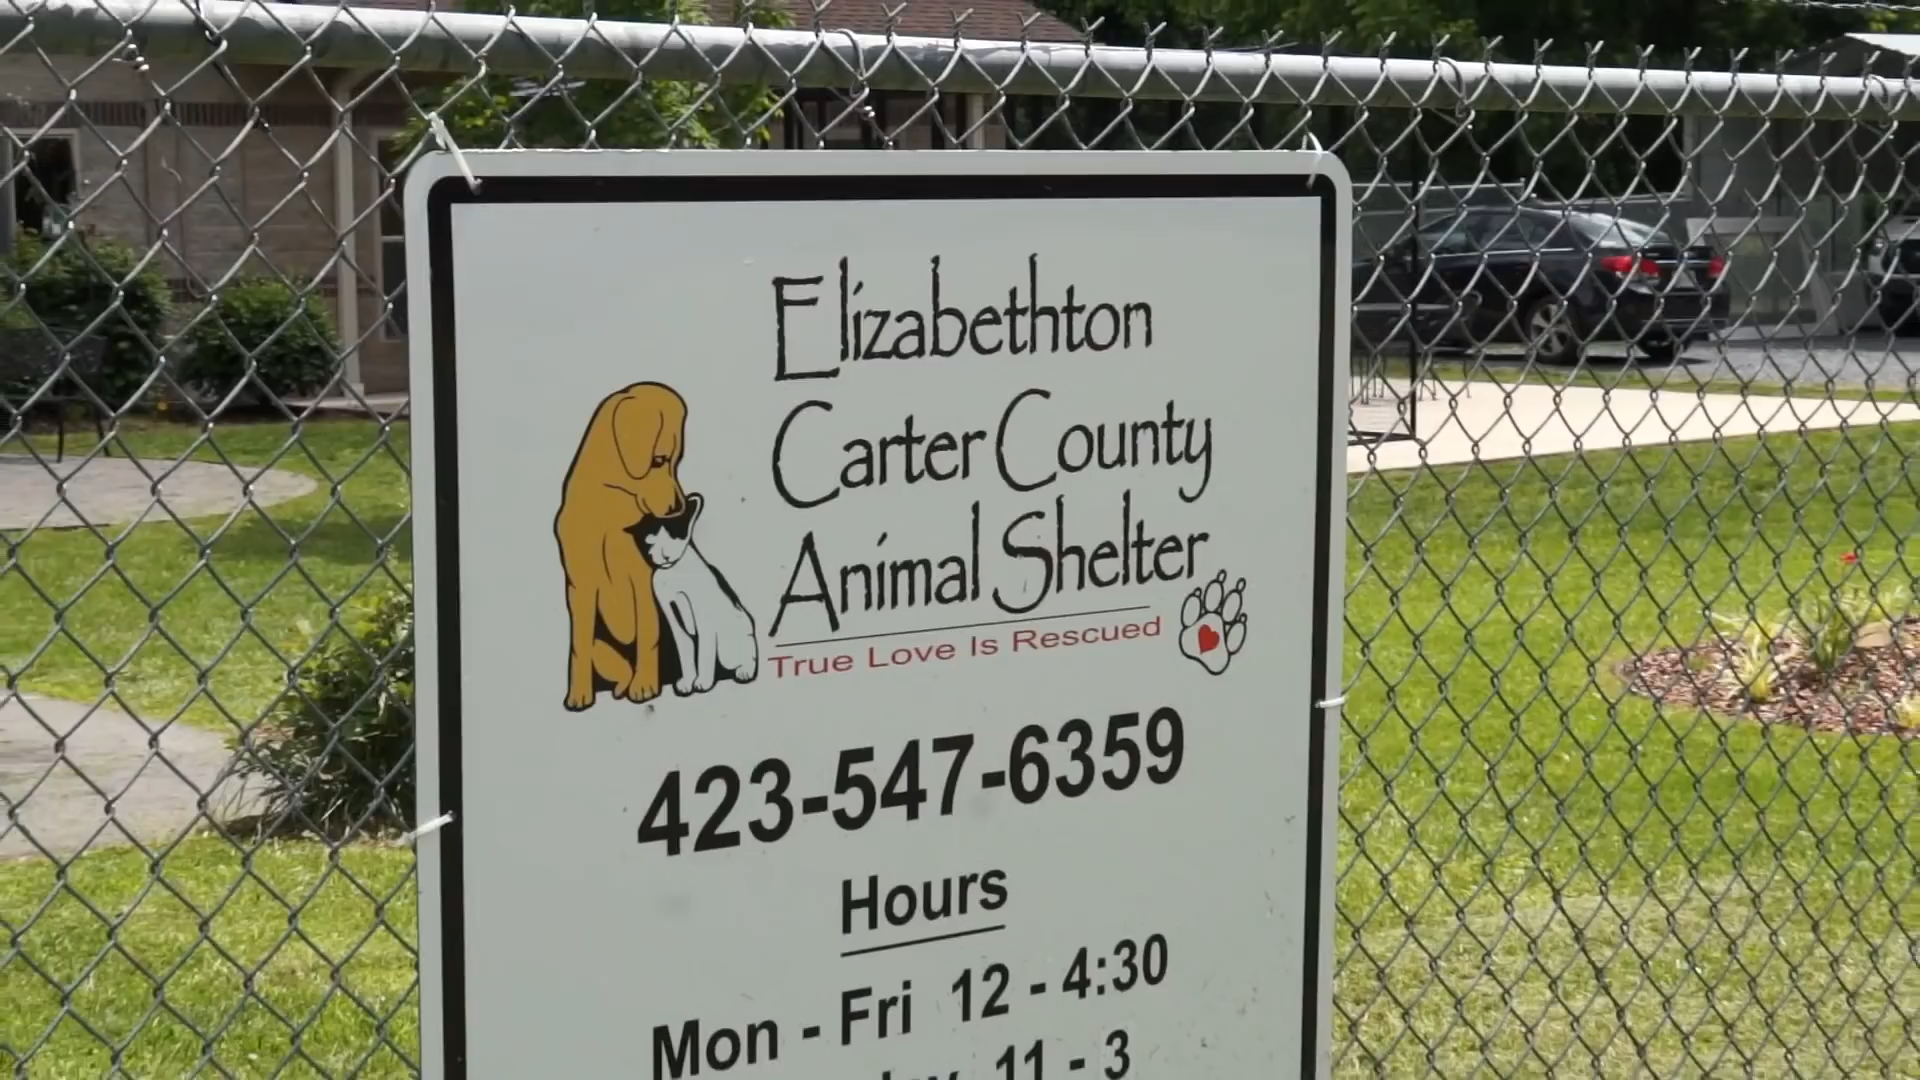 Elizabethton
Carter County
Animal Shelter
True Love Is Rescued
423-547-6359
Hours
Mon - Fri 12 - 4:30
11 - 3